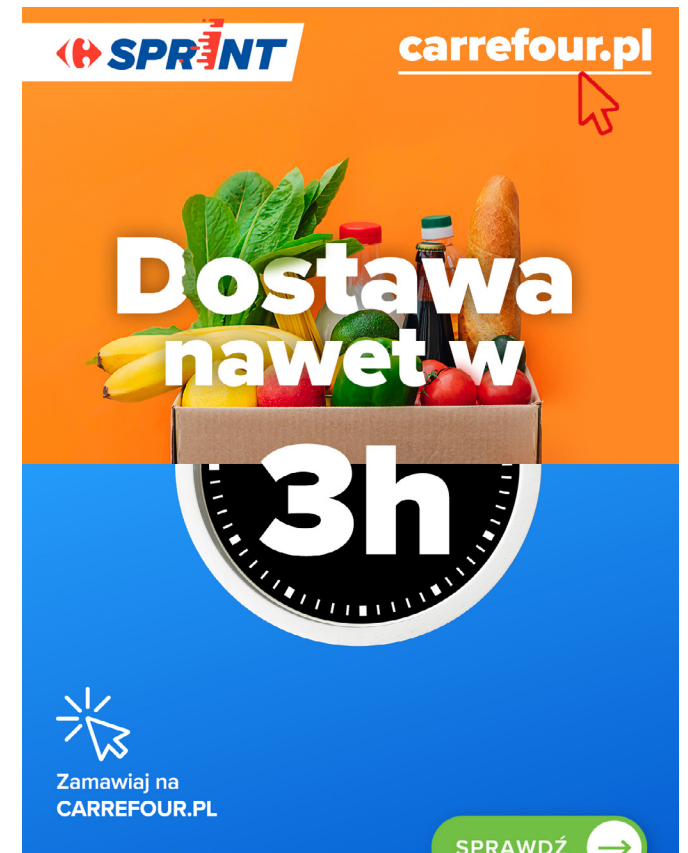 SPRINT
carrefour.pl
Dostawa
nawet w
3h
Zamawiaj na
CARREFOUR.PL
SPRAWDŹ